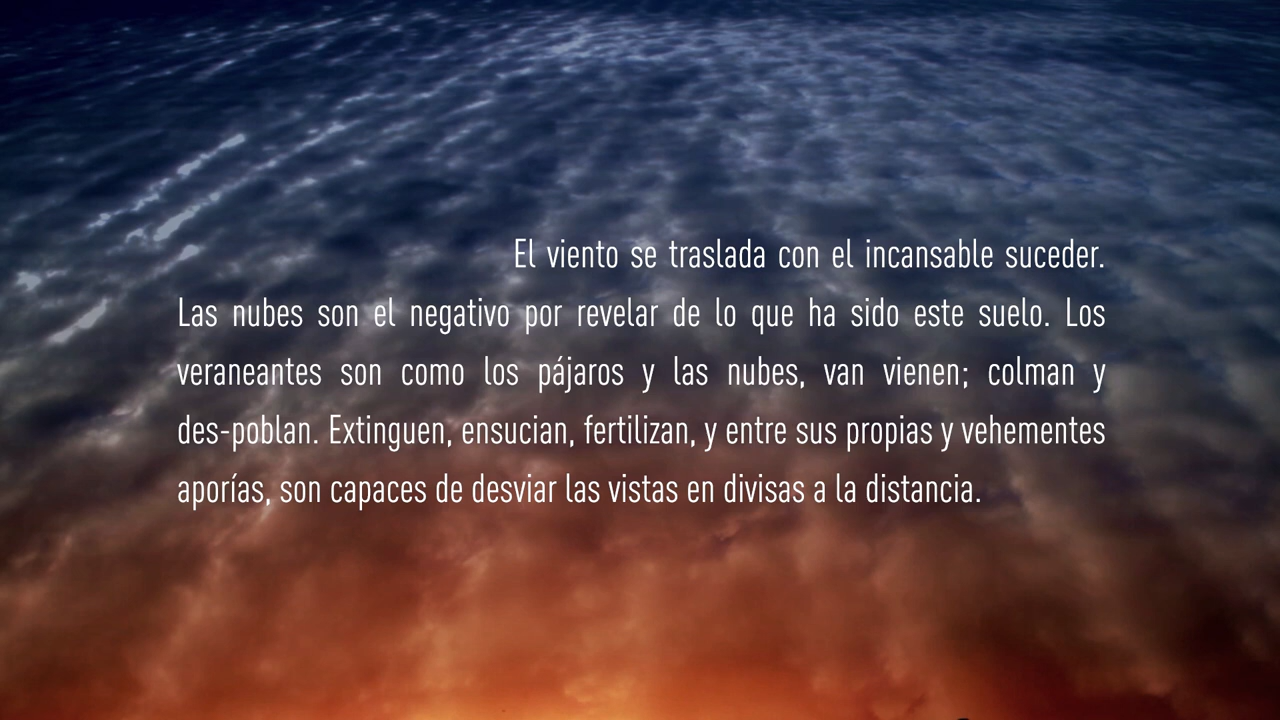 El viento se traslada con el incansable suceder.
Las nubes son el negativo por revelar de lo que ha sido este suelo. Los
veraneantes son como los pájaros y las nubes, van vienen; colman y
des-poblan. Extinguen, ensucian, fertilizan, y entre sus propias y vehementes
aporías, son capaces de desviar las vistas en divisas a la distancia.